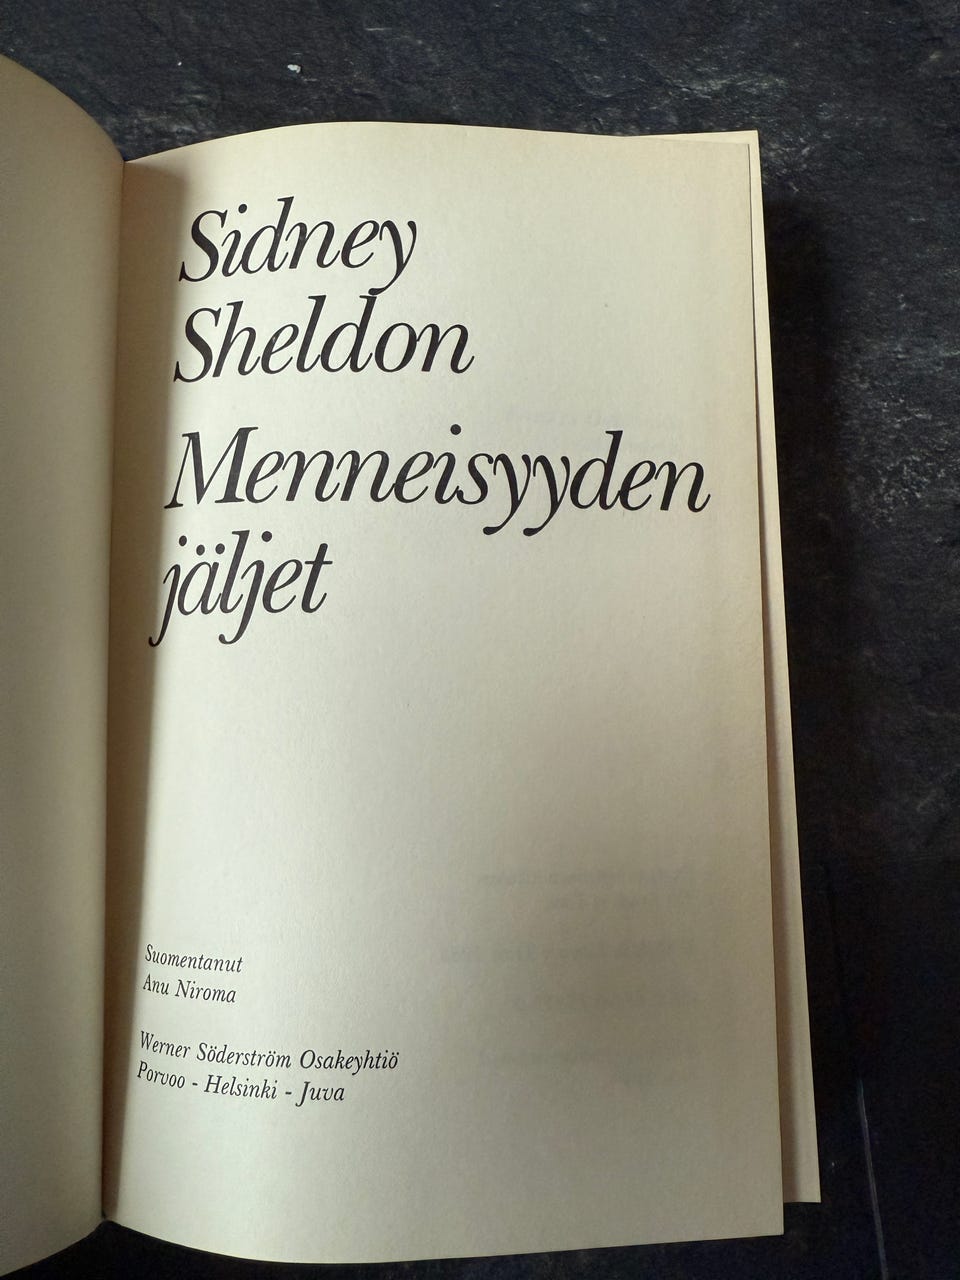 Sidney
Sheldon
Menneisyyden
jäljet
Suomentanut
Anu Niroma
Werner Söderström Osakeyhtiö
Porvoo - Helsinki - Juva